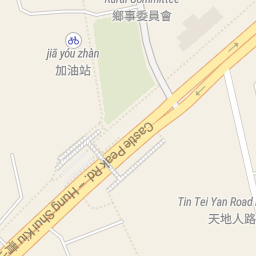 Rural Committee
鄉事委員會
jiā yóu zhàn
加油站
Castle Peak Rd. – Hung Shui Kiu
Tin Tei Yan Road
天地人路